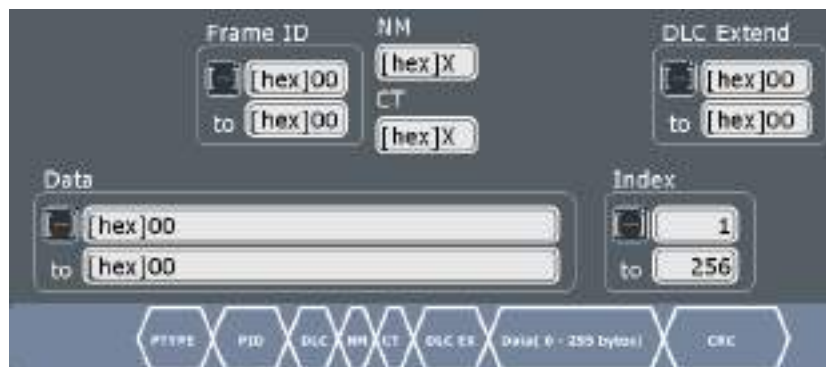 Frame ID
NM
DLC Extend
[hex]00
[hex]X
[hex]00
to [hex]00
CT
[hex]X
to [hex]00
Data
Index
[hex]00
1
to [hex]00
to 256
PTYPE PID DLC NM CT DLC EX Data( 0 - 255 bytes) CRC